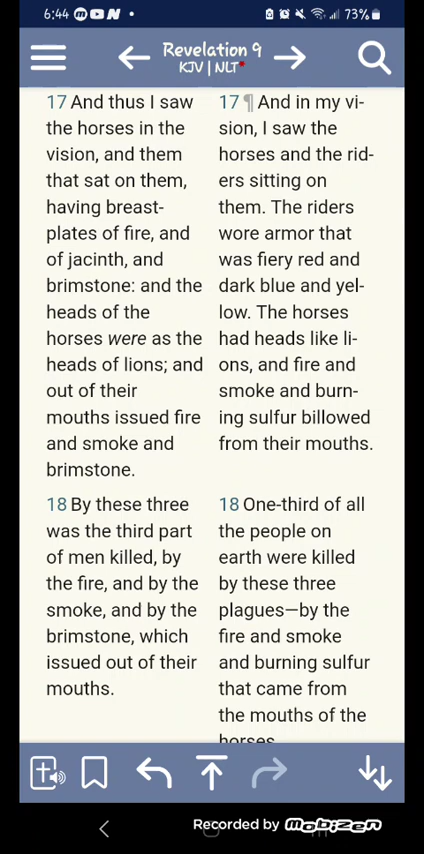 6:44 73%
Revelation 9
KJV | NLT
17 And thus I saw
the horses in the
vision, and them
that sat on them,
having breast-
plates of fire, and
of jacinth, and
brimstone: and the
heads of the
horses were as the
heads of lions; and
out of their
mouths issued fire
and smoke and
brimstone.
18 By these three
was the third part
of men killed, by
the fire, and by the
smoke, and by the
brimstone, which
issued out of their
mouths.
17 ¶ And in my vi-
sion, I saw the
horses and the rid-
ers sitting on
them. The riders
wore armor that
was fiery red and
dark blue and yel-
low. The horses
had heads like li-
ons, and fire and
smoke and burn-
ing sulfur billowed
from their mouths.
18 One-third of all
the people on
earth were killed
by these three
plagues—by the
fire and smoke
and burning sulfur
that came from
the mouths of the
horses
Recorded by mobizen